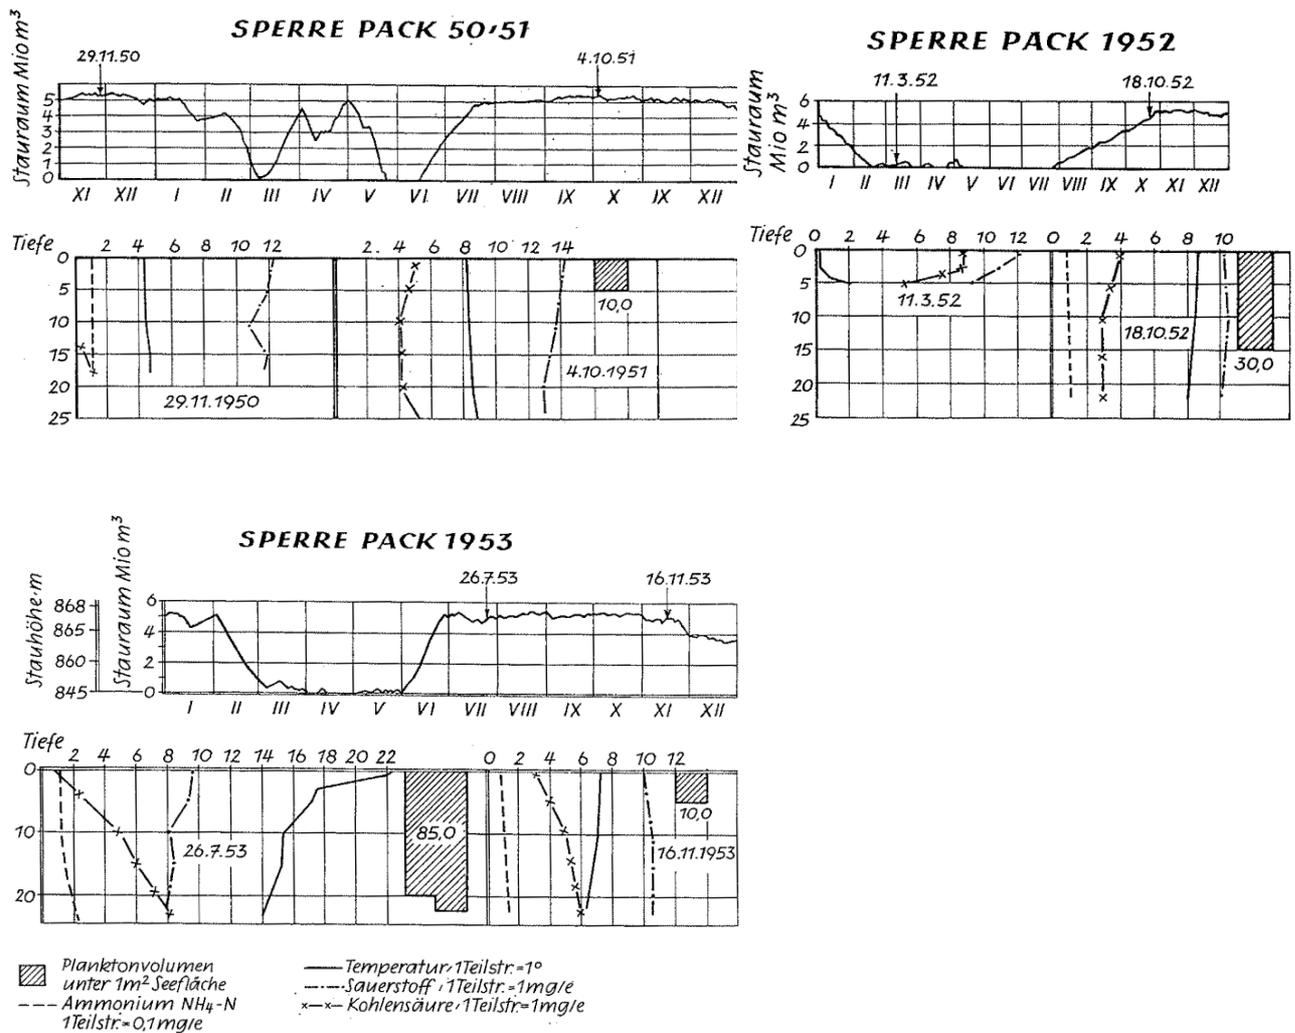 SPERRE PACK 50/51
29.11.50
4.10.51
Stauraum Mio m³
5
4
3
2
1
0
XI XII I II III IV V VI VII VIII IX X IX XII
Tiefe 2 4 6 8 10 12 2 4 6 8 10 12 14
0
5
10
15
20
25
10,0
29.11.1950
4.10.1951
SPERRE PACK 1952
11.3.52
18.10.52
Stauraum
Mio m³
6
4
2
0
I II III IV V VI VII VIII IX X XI XII
Tiefe 0 2 4 6 8 10 12 0 2 4 6 8 10
0
5
10
15
20
25
11.3.52
18.10.52
30,0
SPERRE PACK 1953
26.7.53
16.11.53
Stauhöhe·m
868
865
860
845
Stauraum Mio m³
6
4
2
0
I II III IV V VI VII VIII IX X XI XII
Tiefe
2 4 6 8 10 12 14 16 18 20 22 0 2 4 6 8 10 12
0
10
20
26.7.53
85,0
10,0
16.11.1953
Planktonvolumen
unter 1m² Seefläche
Ammonium NH₄-N
1Teilstr.=0,1mg/e
Temperatur, 1Teilstr.=1°
Sauerstoff, 1Teilstr.=1mg/e
Kohlensäure, 1Teilstr.=1mg/e